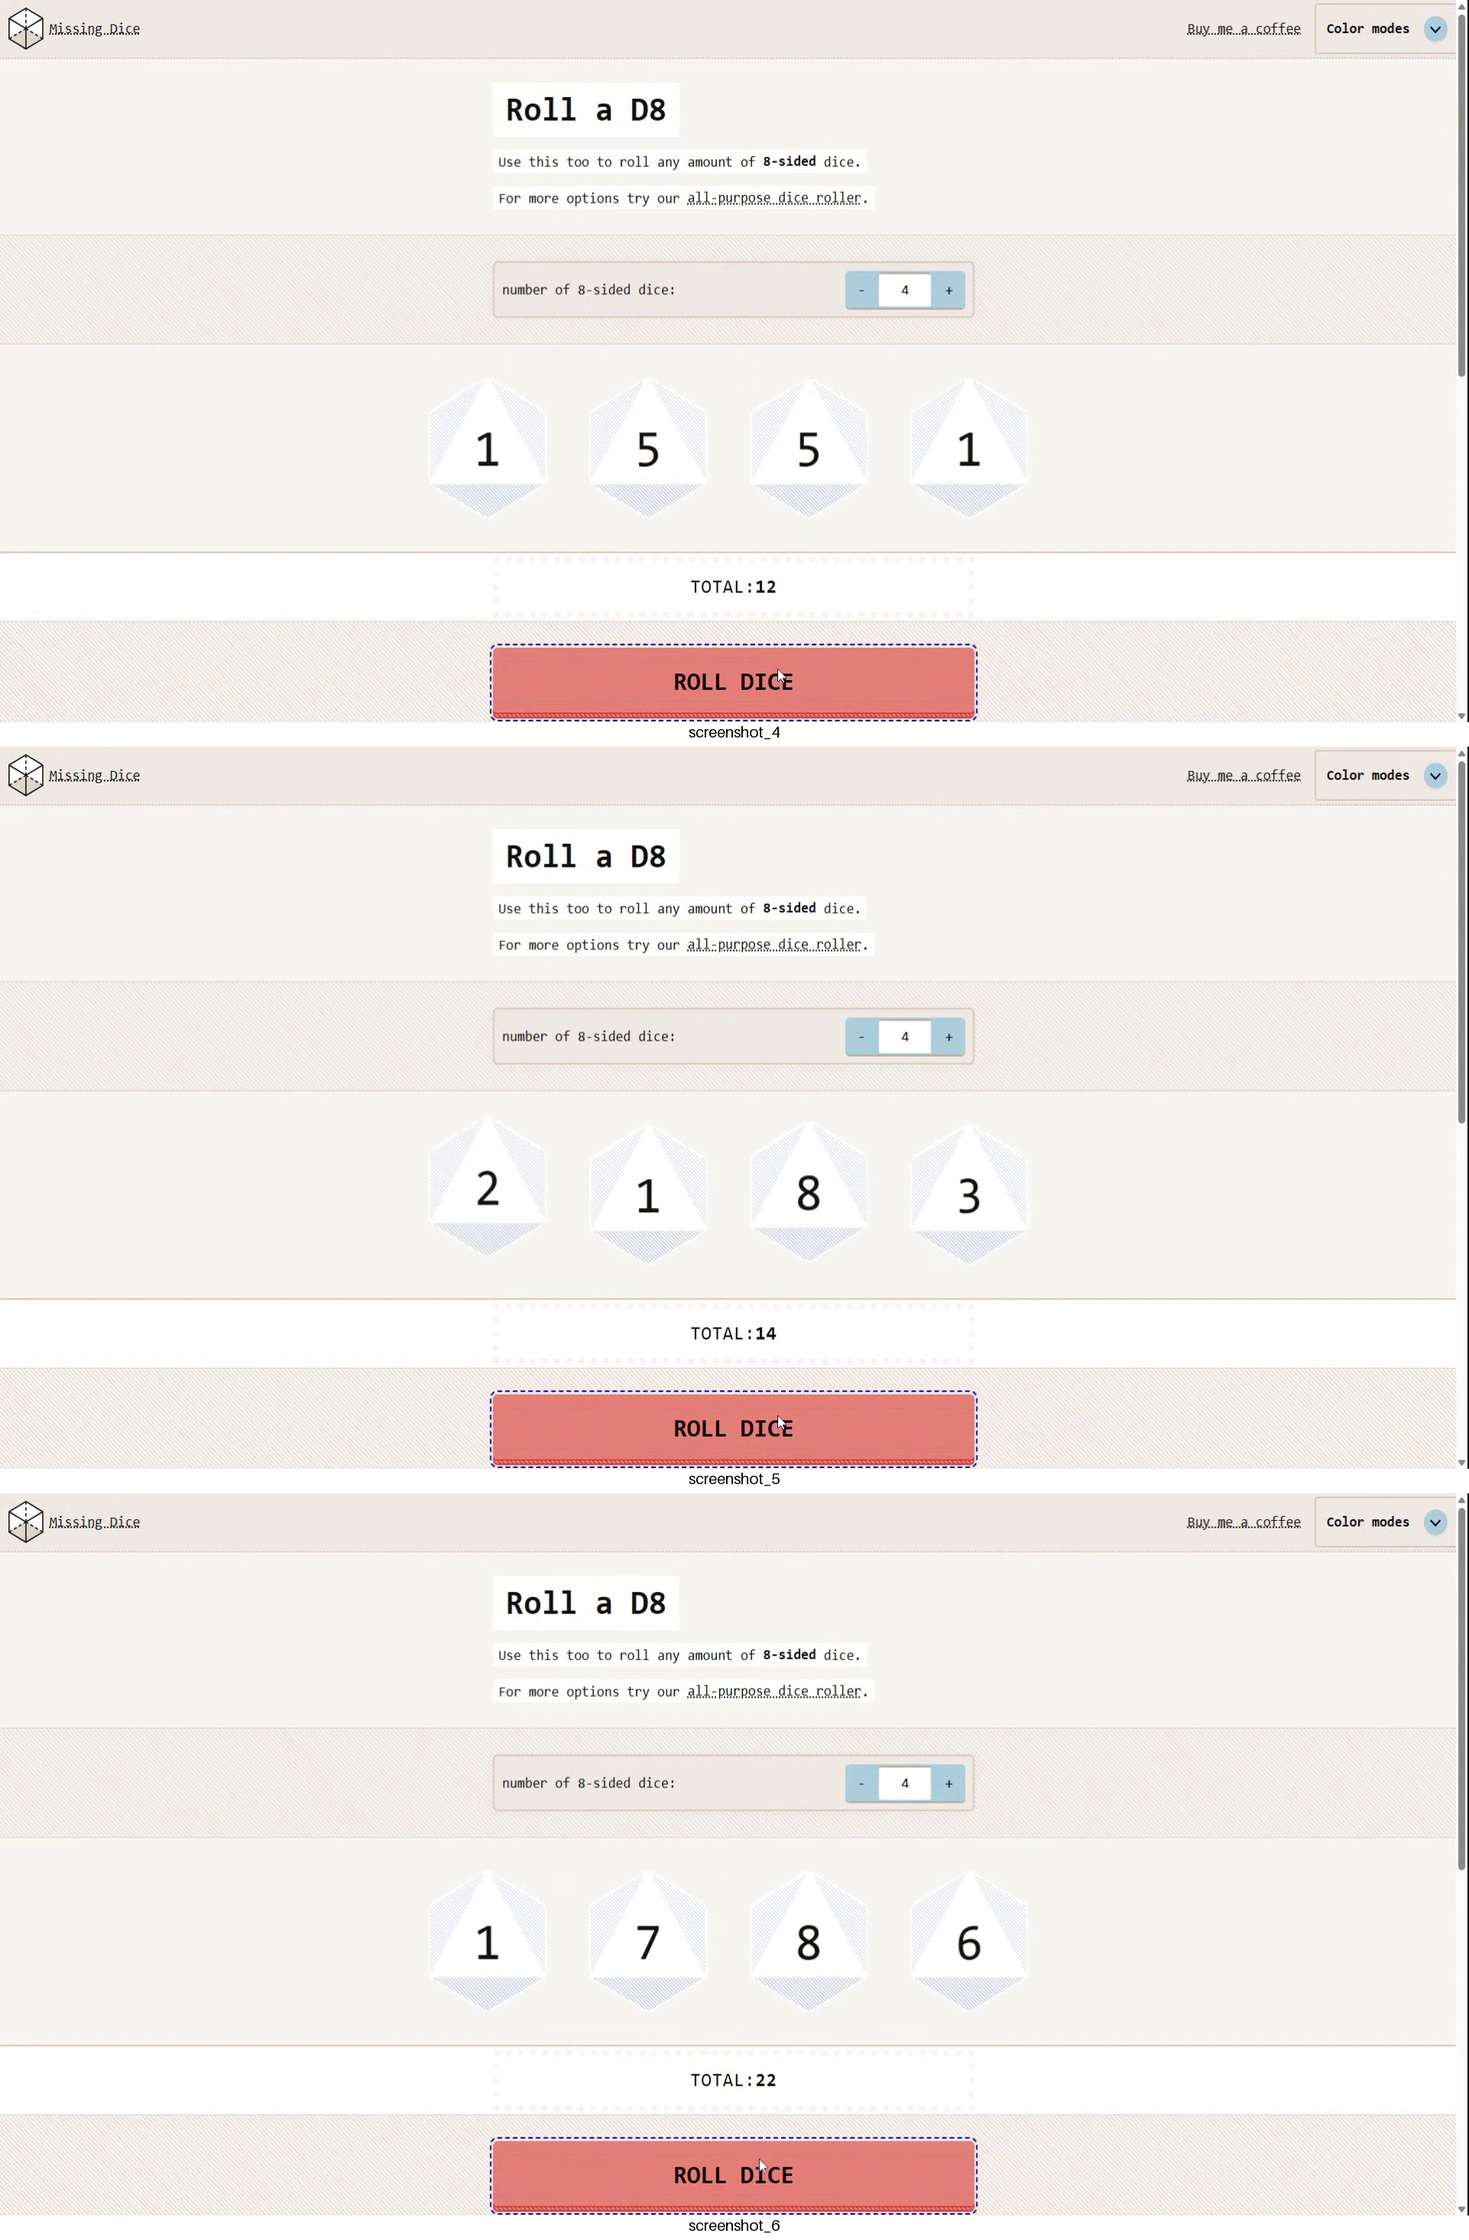 Missing Dice
Buy me a coffee
Color modes
Roll a D8
Use this too to roll any amount of 8-sided dice.
For more options try our all-purpose dice roller.
number of 8-sided dice: - 4 +
1 5 5 1
TOTAL:12
ROLL DICE
screenshot_4
Missing Dice
Buy me a coffee
Color modes
Roll a D8
Use this too to roll any amount of 8-sided dice.
For more options try our all-purpose dice roller.
number of 8-sided dice: - 4 +
2 1 8 3
TOTAL:14
ROLL DICE
screenshot_5
Missing Dice
Buy me a coffee
Color modes
Roll a D8
Use this too to roll any amount of 8-sided dice.
For more options try our all-purpose dice roller.
number of 8-sided dice: - 4 +
1 7 8 6
TOTAL:22
ROLL DICE
screenshot_6